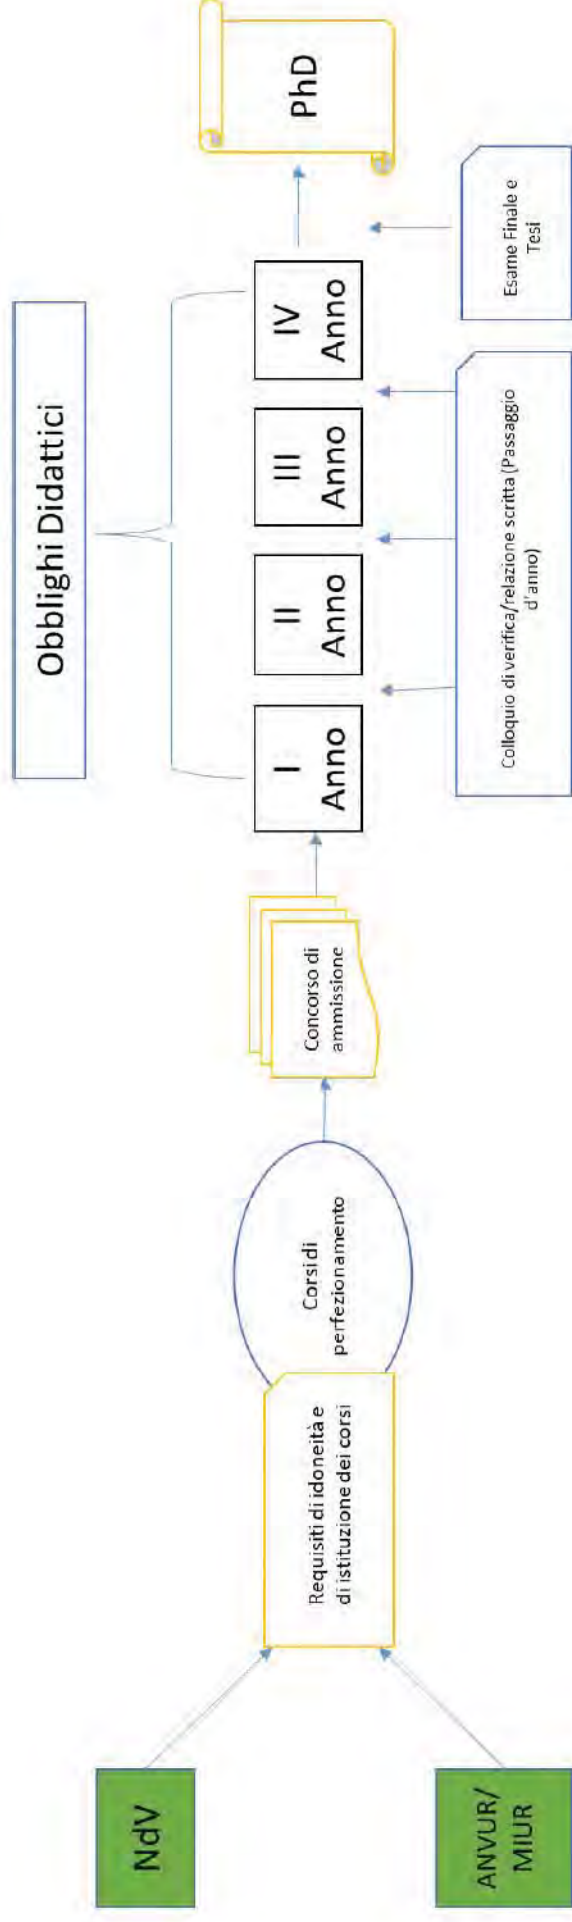 Obblighi Didattici
NdV
ANVUR/
MIUR
Requisiti di idoneità e
di istituzione dei corsi
Corsi di
perfezionamento
Concorso di
ammissione
I
Anno
II
Anno
III
Anno
IV
Anno
PhD
Colloquio di verifica/relazione scritta (Passaggio
d'anno)
Esame Finale e
Tesi